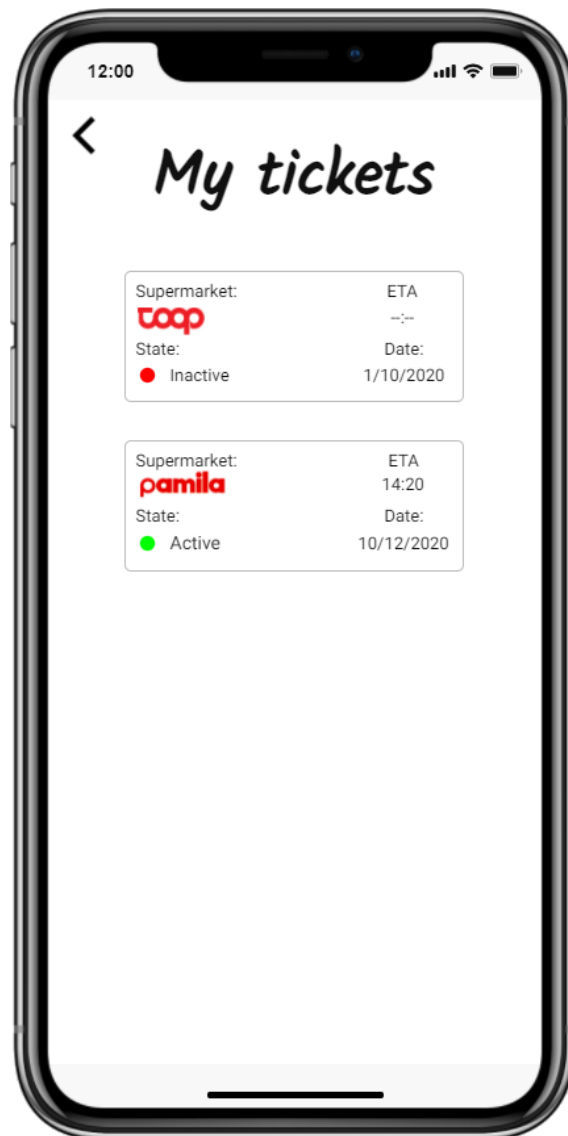 12:00
My tickets
Supermarket: ETA
coop --:--
State: Date:
Inactive 1/10/2020
Supermarket: ETA
pamila 14:20
State: Date:
Active 10/12/2020